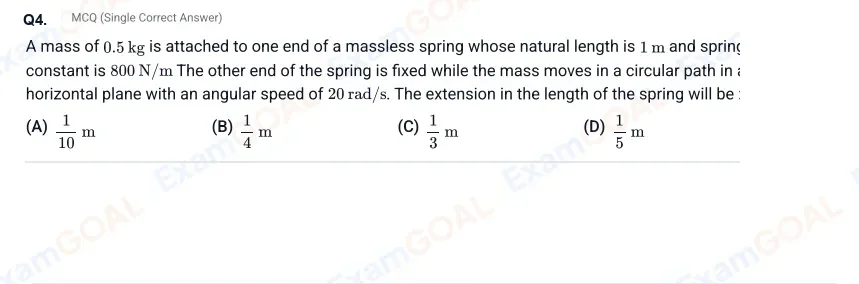 Q4. MCQ (Single Correct Answer)
A mass of 0.5 kg is attached to one end of a massless spring whose natural length is 1 m and spring
constant is 800 N/m The other end of the spring is fixed while the mass moves in a circular path in
horizontal plane with an angular speed of 20 rad/s. The extension in the length of the spring will be :
(A) 1/10 m (B) 1/4 m (C) 1/3 m (D) 1/5 m
ExamGOAL
ExamGOAL
ExamGOAL